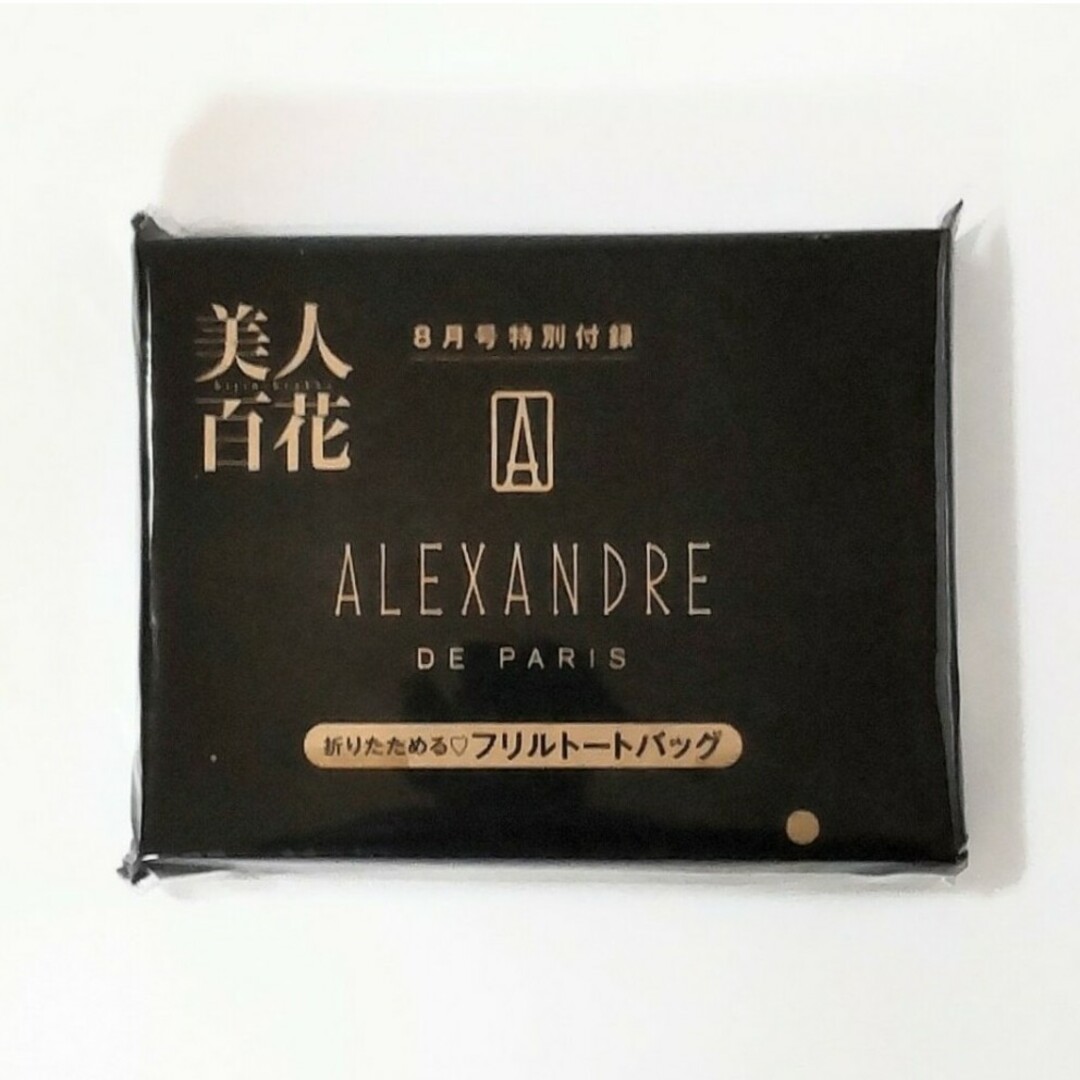 美人
百花
8月号特別付録
A
ALEXANDRE
DE PARIS
折りたためる♡フリルトートバッグ